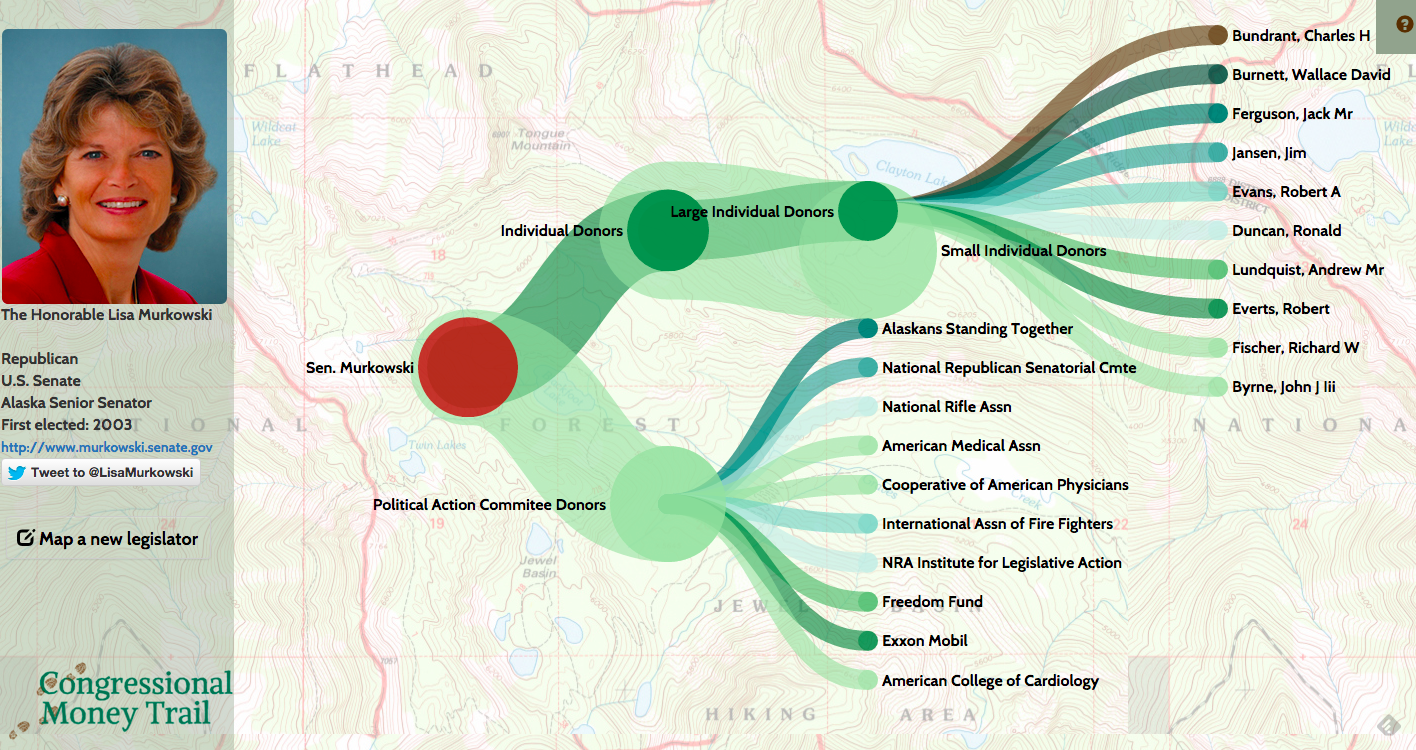 The Honorable Lisa Murkowski
Republican
U.S. Senate
Alaska Senior Senator
First elected: 2003
http://www.murkowski.senate.gov
Tweet to @LisaMurkowski
Map a new legislator
Congressional
Money Trail
Sen. Murkowski
Individual Donors
Large Individual Donors
Small Individual Donors
Political Action Commitee Donors
Bundrant, Charles H
Burnett, Wallace David
Ferguson, Jack Mr
Jansen, Jim
Evans, Robert A
Duncan, Ronald
Lundquist, Andrew Mr
Everts, Robert
Fischer, Richard W
Byrne, John J Iii
Alaskans Standing Together
National Republican Senatorial Cmte
National Rifle Assn
American Medical Assn
Cooperative of American Physicians
International Assn of Fire Fighters
NRA Institute for Legislative Action
Freedom Fund
Exxon Mobil
American College of Cardiology
?
FLATHEAD
Wildcat
Lake
Tongue
Mountain
Clayton Lake
18
FOREST
Twin Lakes
24
19
22
24
Jewel
Basin
JEWEL BASIN
HIKING AREA
Creek